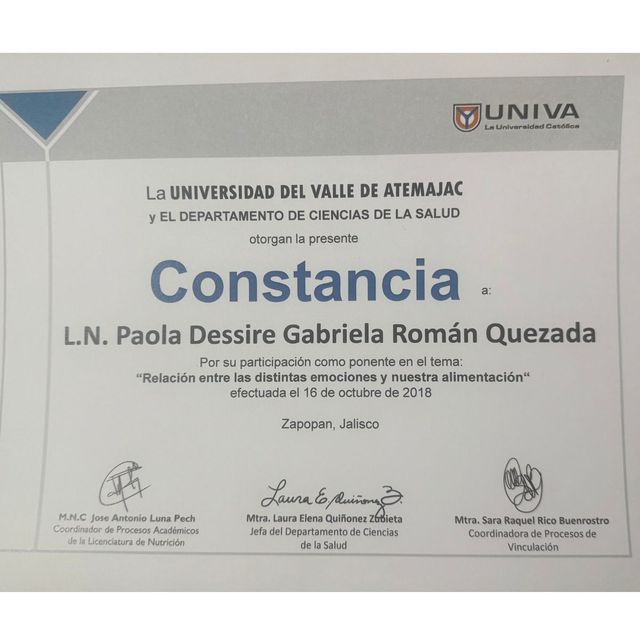 UNIVA
La Universidad Católica
La UNIVERSIDAD DEL VALLE DE ATEMAJAC
y EL DEPARTAMENTO DE CIENCIAS DE LA SALUD
otorgan la presente
Constancia a:
L.N. Paola Dessire Gabriela Román Quezada
Por su participación como ponente en el tema:
“Relación entre las distintas emociones y nuestra alimentación“
efectuada el 16 de octubre de 2018
Zapopan, Jalisco
Laura E. Quiñonez Z.
M.N.C Jose Antonio Luna Pech
Coordinador de Procesos Académicos
de la Licenciatura de Nutrición
Mtra. Laura Elena Quiñonez Zubieta
Jefa del Departamento de Ciencias
de la Salud
Mtra. Sara Raquel Rico Buenrostro
Coordinadora de Procesos de
Vinculación